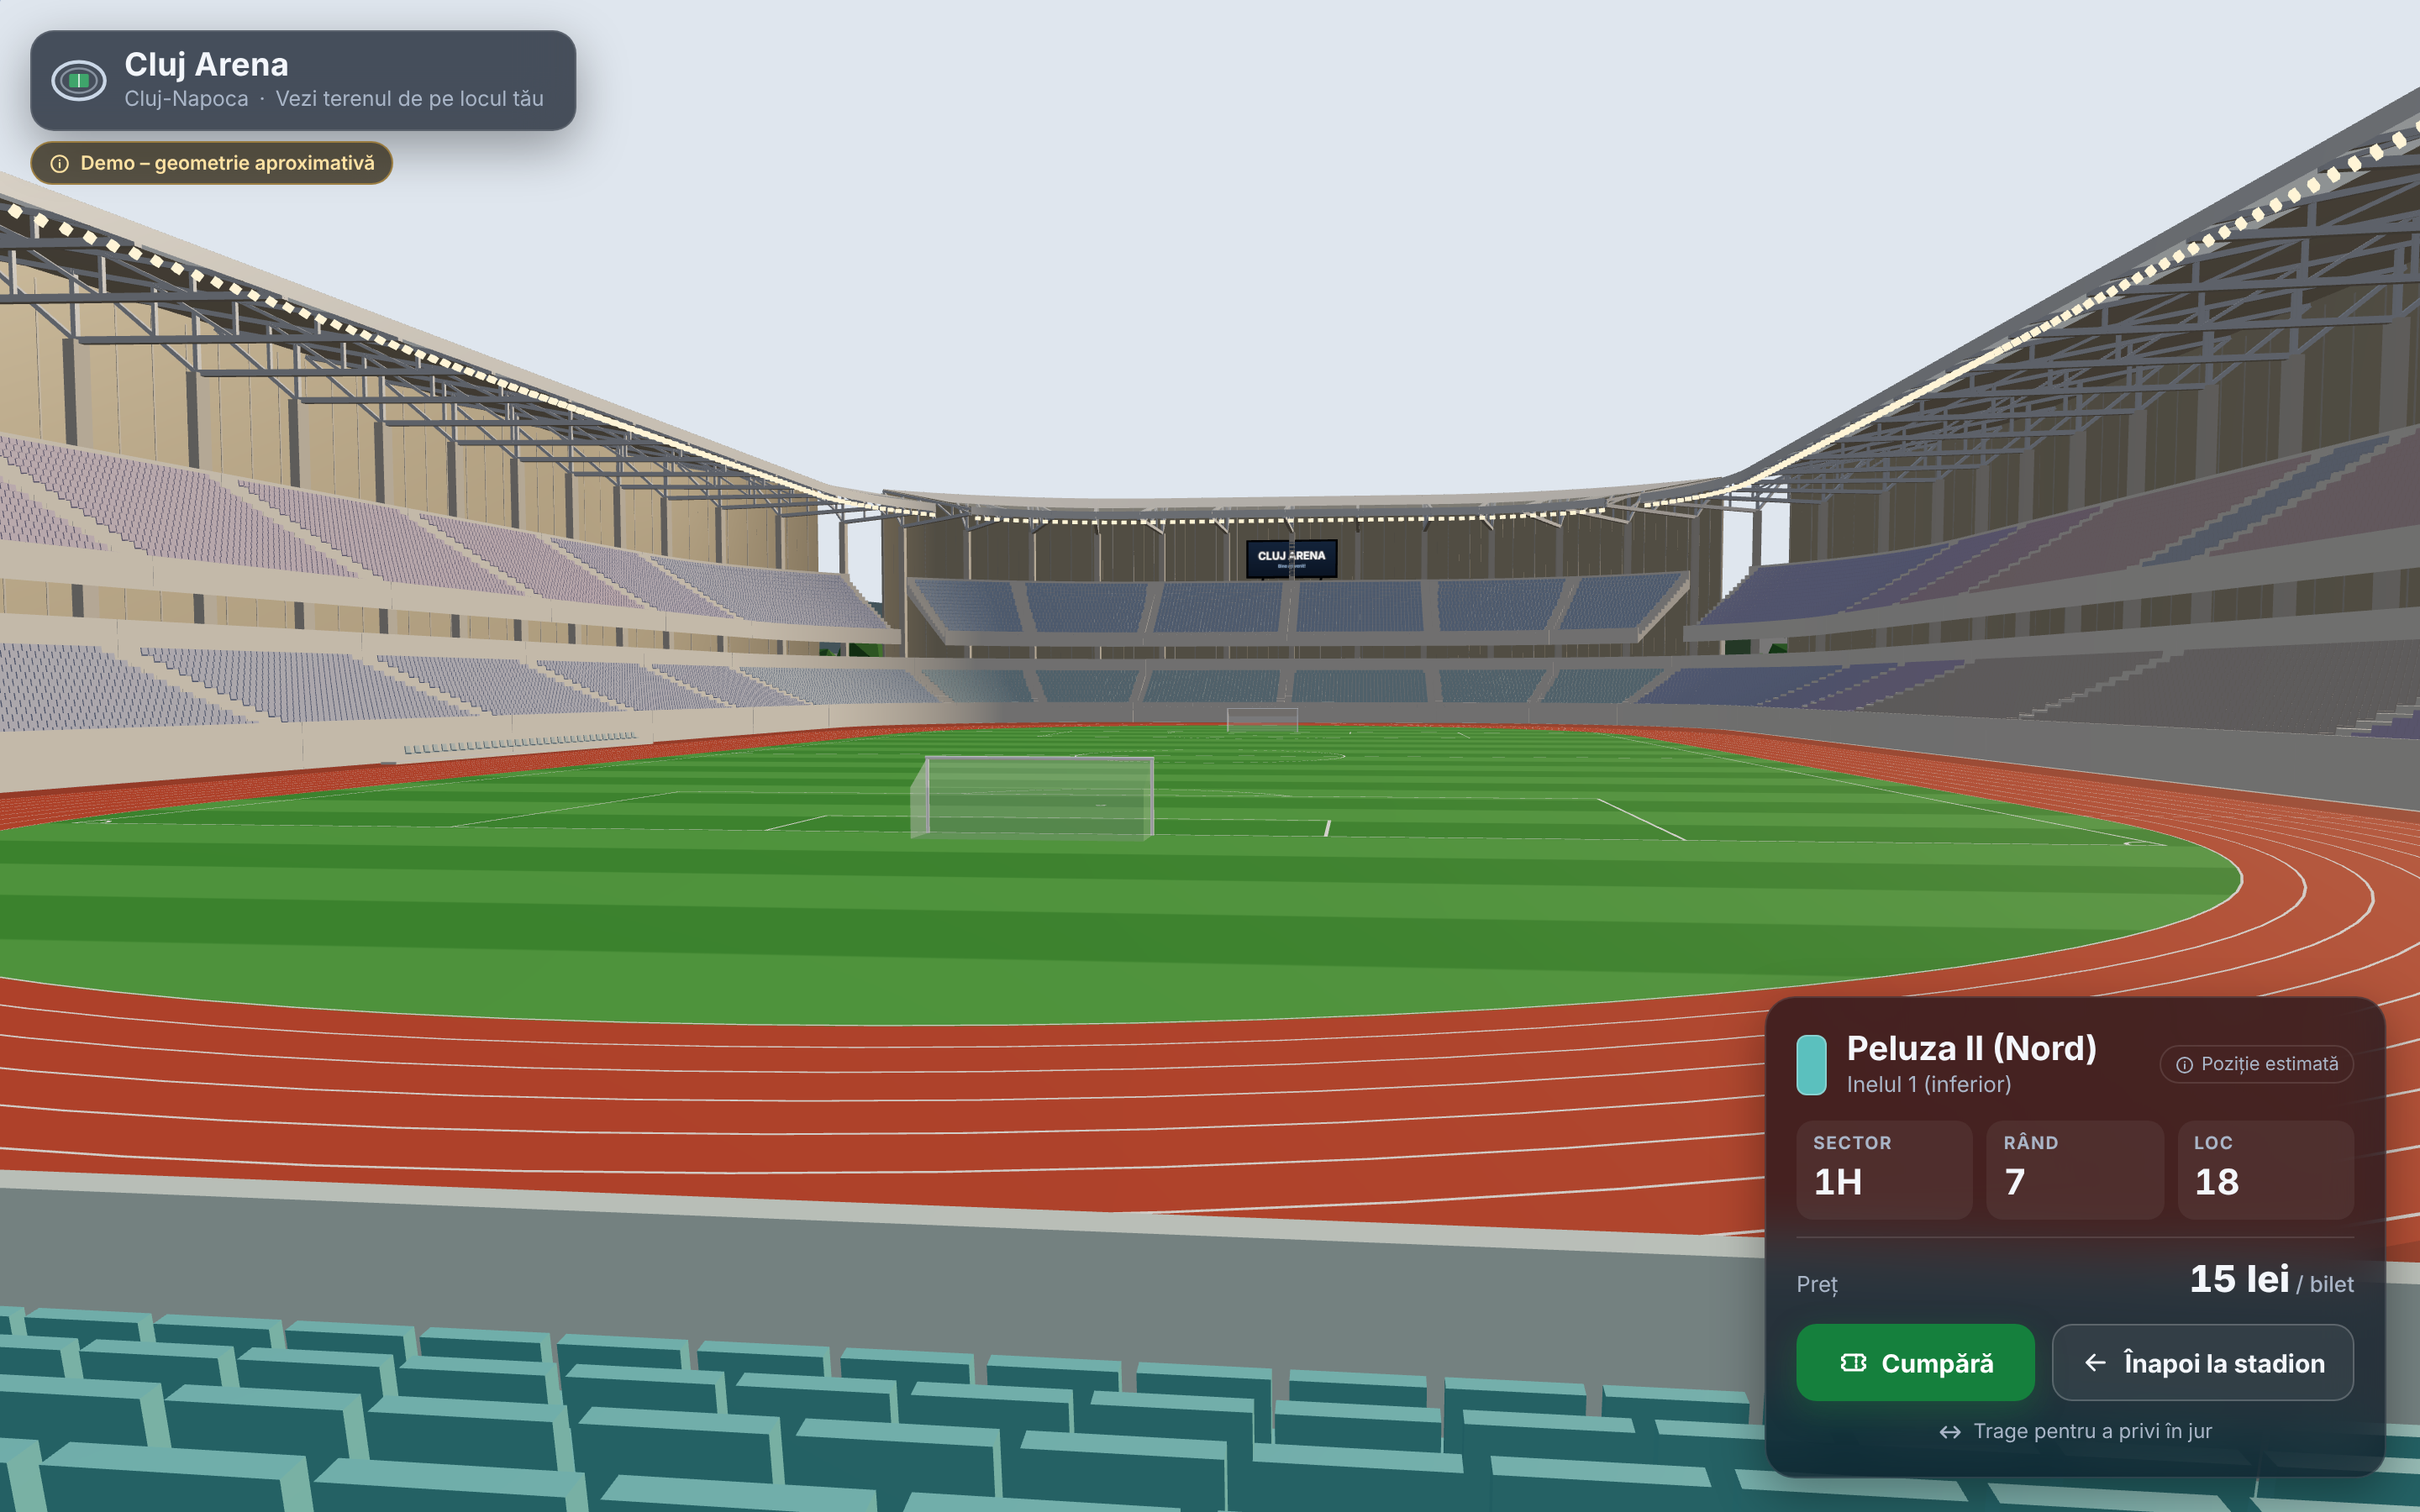 Cluj Arena
Cluj-Napoca · Vezi terenul de pe locul tău
Demo – geometrie aproximativă
CLUJ ARENA
Peluza II (Nord)
Inelul 1 (inferior)
Poziție estimată
SECTOR
1H
RÂND
7
LOC
18
Preț
15 lei / bilet
Cumpără
Înapoi la stadion
Trage pentru a privi în jur